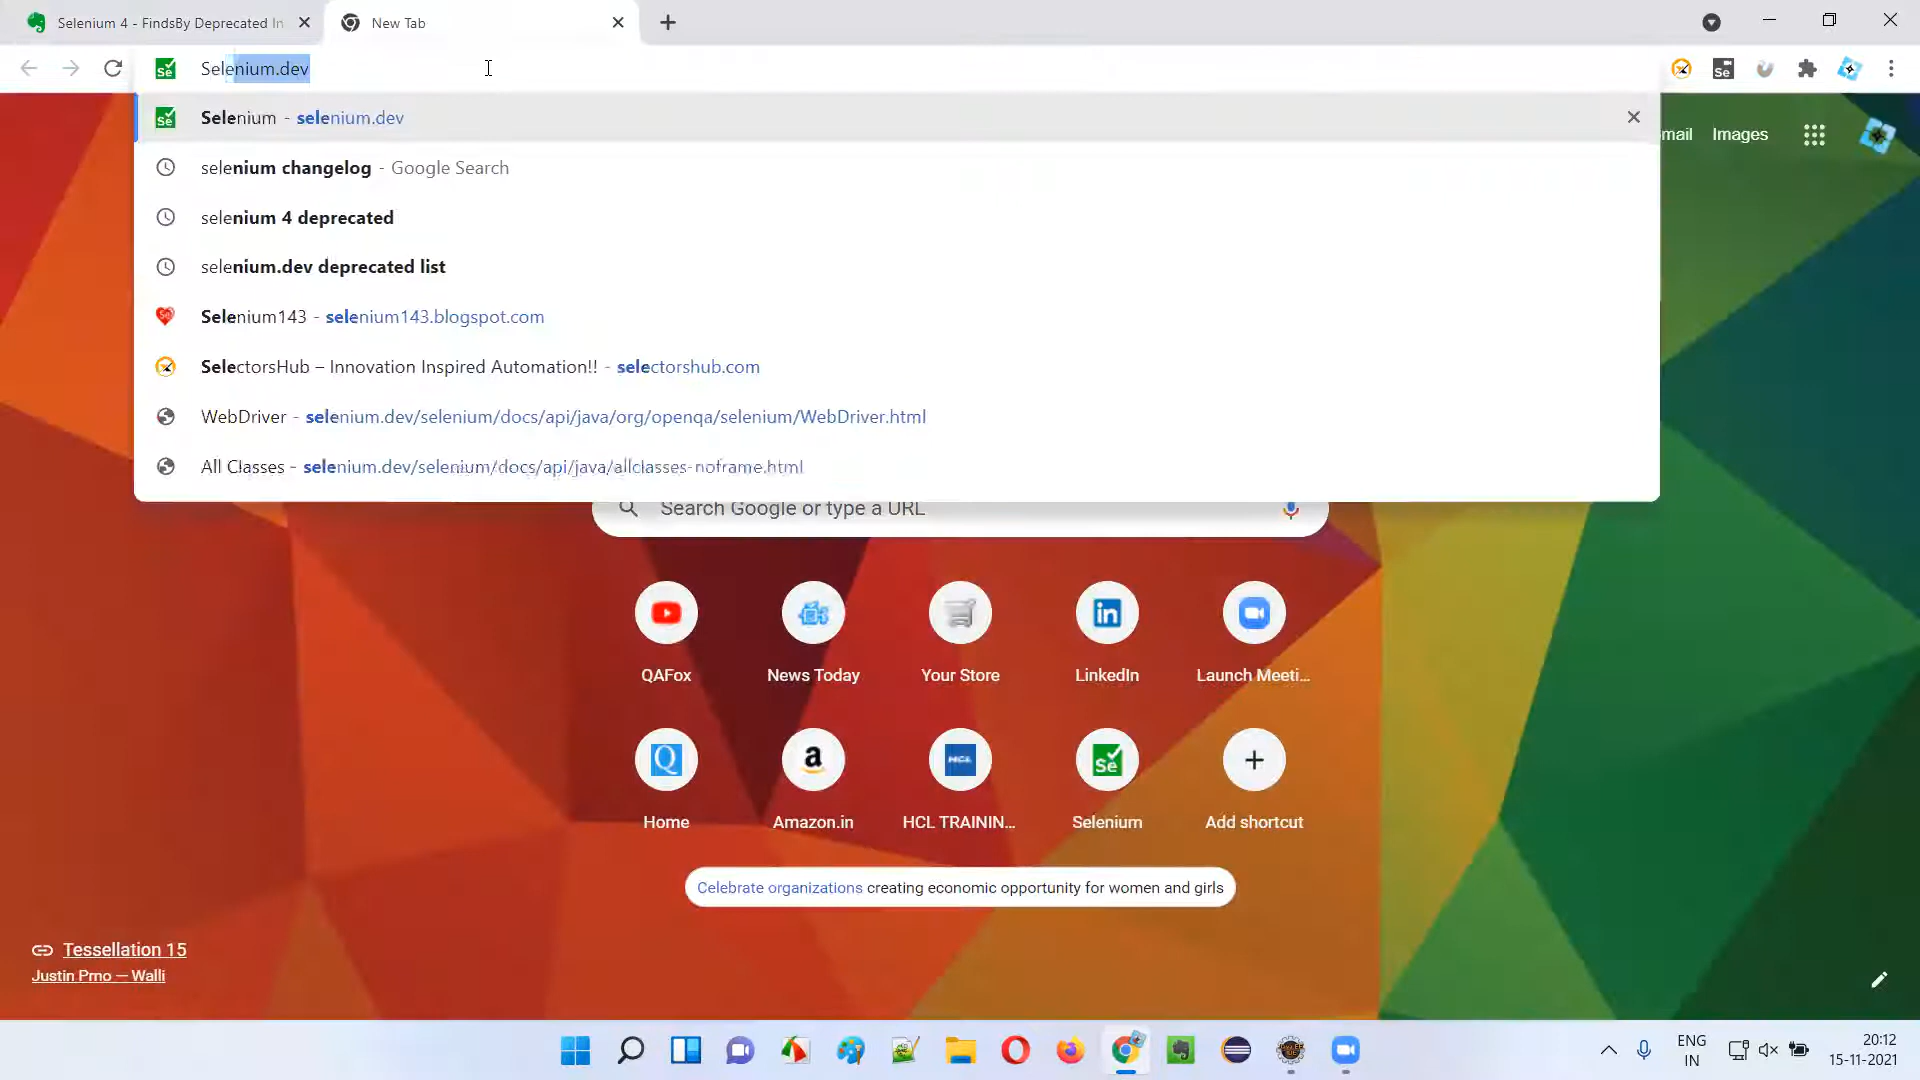 Selenium 4 - FindsBy Deprecated In
New Tab
Selenium.dev
Selenium - selenium.dev
selenium changelog - Google Search
selenium 4 deprecated
selenium.dev deprecated list
Selenium143 - selenium143.blogspot.com
SelectorsHub – Innovation Inspired Automation!! - selectorshub.com
WebDriver - selenium.dev/selenium/docs/api/java/org/openqa/selenium/WebDriver.html
All Classes - selenium.dev/selenium/docs/api/java/allclasses-noframe.html
mail Images
Search Google or type a URL
QAFox
News Today
Your Store
LinkedIn
Launch Meeti...
Home
Amazon.in
HCL TRAININ...
Selenium
Add shortcut
Celebrate organizations creating economic opportunity for women and girls
Tessellation 15
Justin Prno — Walli
ENG
IN
20:12
15-11-2021